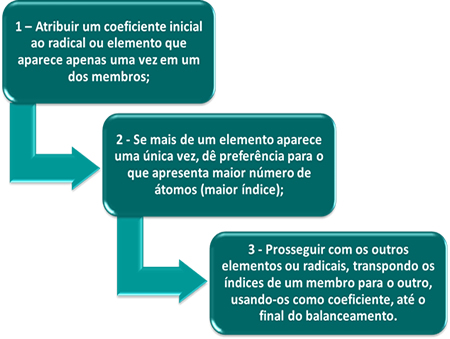 1 – Atribuir um coeficiente inicial
ao radical ou elemento que
aparece apenas uma vez em um
dos membros;
2 - Se mais de um elemento aparece
uma única vez, dê preferência para o
que apresenta maior número de
átomos (maior índice);
3 - Prosseguir com os outros
elementos ou radicais, transpondo os
índices de um membro para o outro,
usando-os como coeficiente, até o
final do balanceamento.